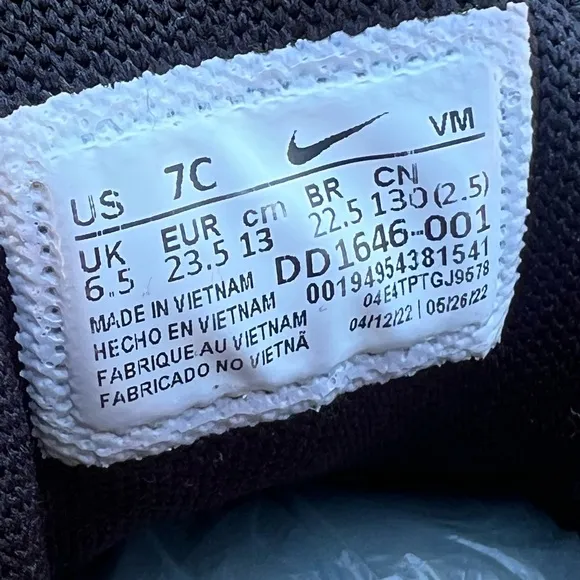 US 7C VM
UK EUR cm BR CN
6.5 23.5 13 22.5 130(2.5)
MADE IN VIETNAM DD1646-001
HECHO EN VIETNAM 00194954381541
FABRIQUE AU VIETNAM 04E4TPTGJ9678
FABRICADO NO VIETNÃ 04/12/22 | 05/26/22